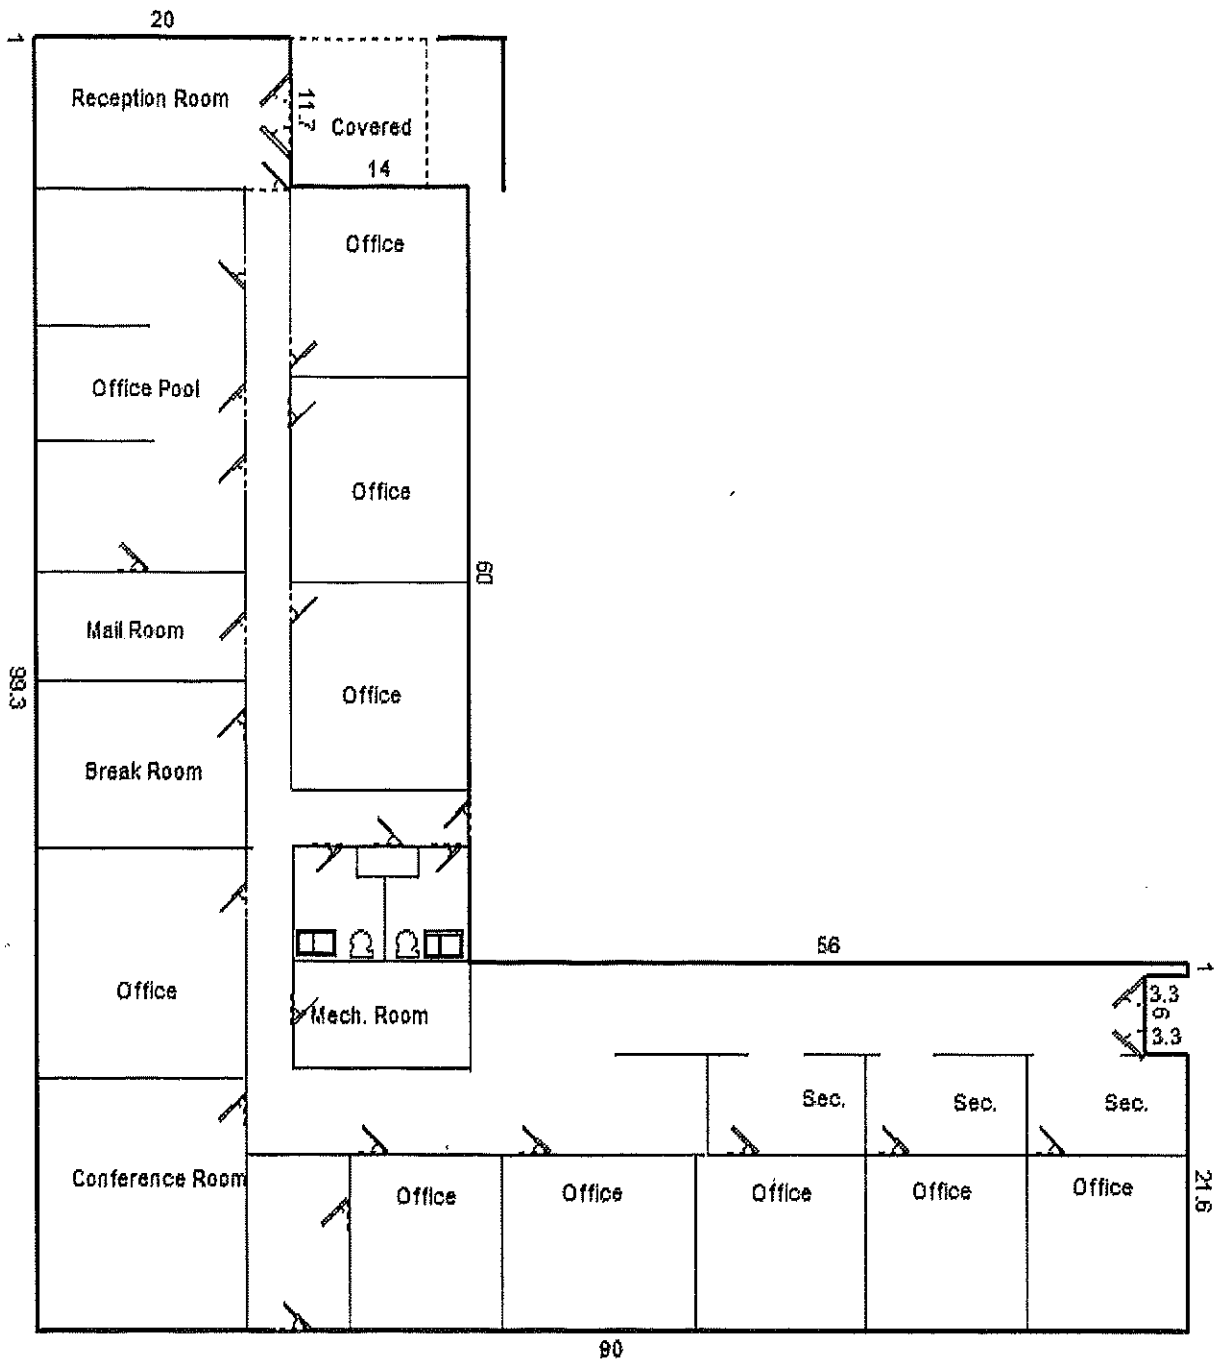 20
1
Reception Room
11.7
Covered
14
Office
Office Pool
Office
60
Mail Room
99.3
Office
Break Room
56
1
Office
3.3
6
3.3
Mech. Room
Sec.
Sec.
Sec.
Conference Room
Office
Office
Office
Office
Office
21.6
90